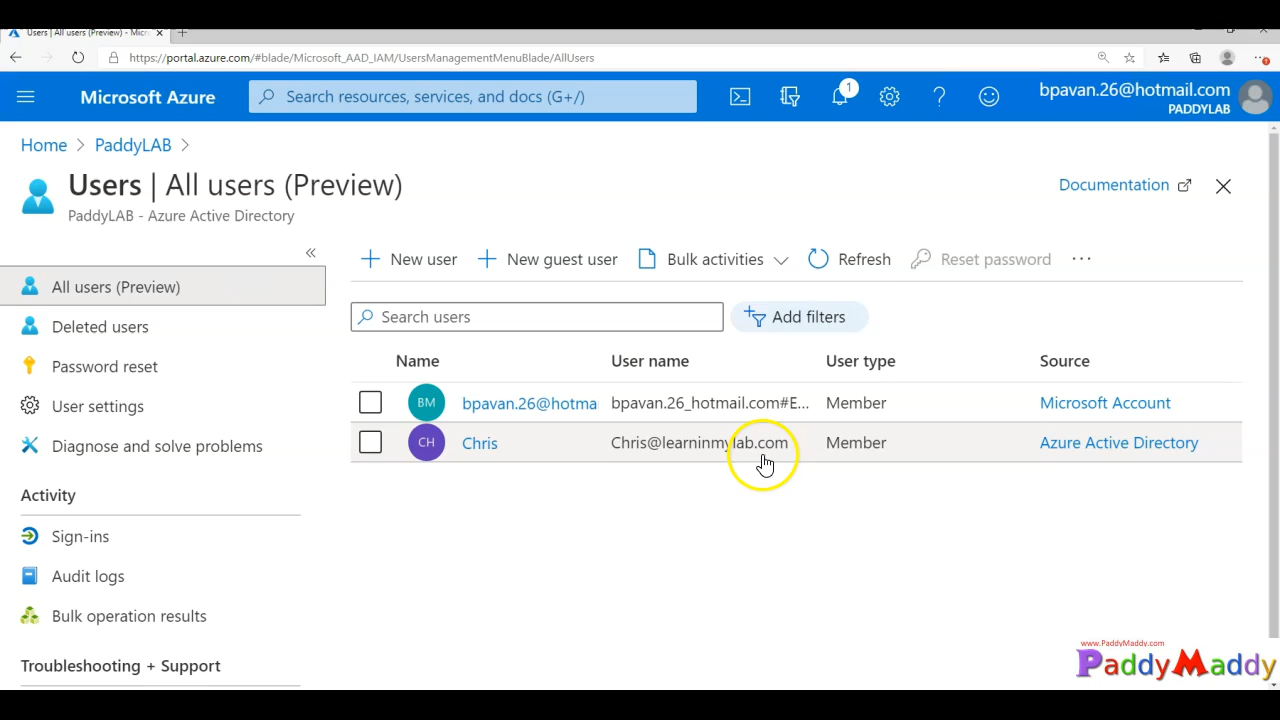 Users | All users (Preview) - Micr
https://portal.azure.com/#blade/Microsoft_AAD_IAM/UsersManagementMenuBlade/AllUsers
Microsoft Azure
Search resources, services, and docs (G+/)
1
bpavan.26@hotmail.com
PADDYLAB
Home > PaddyLAB >
Users | All users (Preview)
PaddyLAB - Azure Active Directory
Documentation
«
New user
New guest user
Bulk activities
Refresh
Reset password
...
All users (Preview)
Deleted users
Password reset
User settings
Diagnose and solve problems
Activity
Sign-ins
Audit logs
Bulk operation results
Troubleshooting + Support
Search users
Add filters
Name User name User type Source
BM bpavan.26@hotma bpavan.26_hotmail.com#E... Member Microsoft Account
CH Chris Chris@learninmylab.com Member Azure Active Directory
www.PaddyMaddy.com
PaddyMaddy